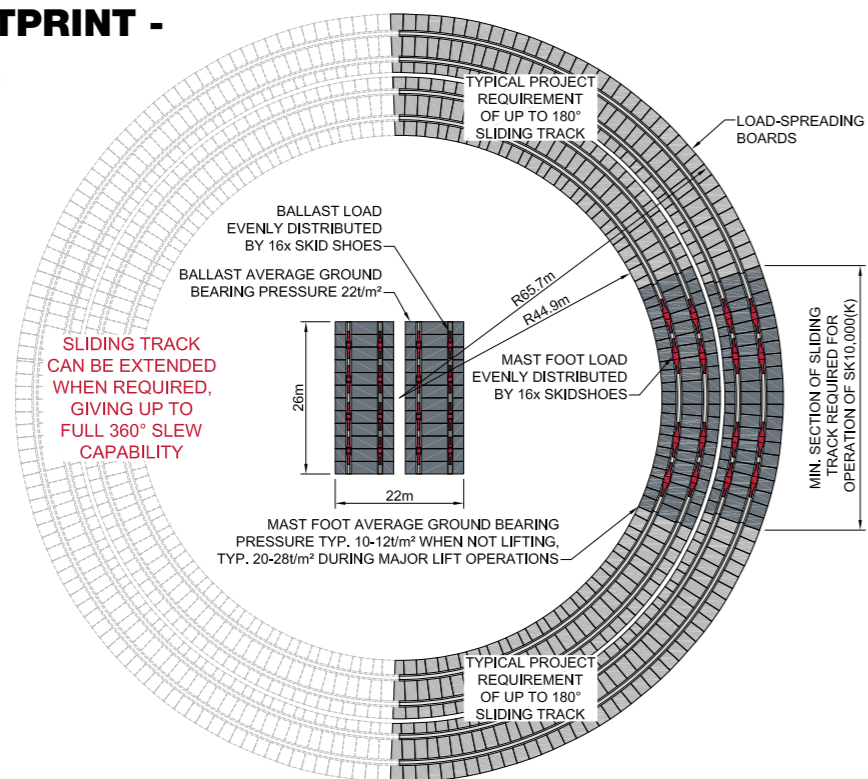 TPRINT -
TYPICAL PROJECT
REQUIREMENT
OF UP TO 180°
SLIDING TRACK
LOAD-SPREADING
BOARDS
BALLAST LOAD
EVENLY DISTRIBUTED
BY 16x SKID SHOES
BALLAST AVERAGE GROUND
BEARING PRESSURE 22t/m²
R65.7m
R44.9m
SLIDING TRACK
CAN BE EXTENDED
WHEN REQUIRED,
GIVING UP TO
FULL 360° SLEW
CAPABILITY
26m
MAST FOOT LOAD
EVENLY DISTRIBUTED
BY 16x SKIDSHOES
MIN. SECTION OF SLIDING
TRACK REQUIRED FOR
OPERATION OF SK10,000(K)
22m
MAST FOOT AVERAGE GROUND BEARING
PRESSURE TYP. 10-12t/m² WHEN NOT LIFTING,
TYP. 20-28t/m² DURING MAJOR LIFT OPERATIONS
TYPICAL PROJECT
REQUIREMENT
OF UP TO 180°
SLIDING TRACK